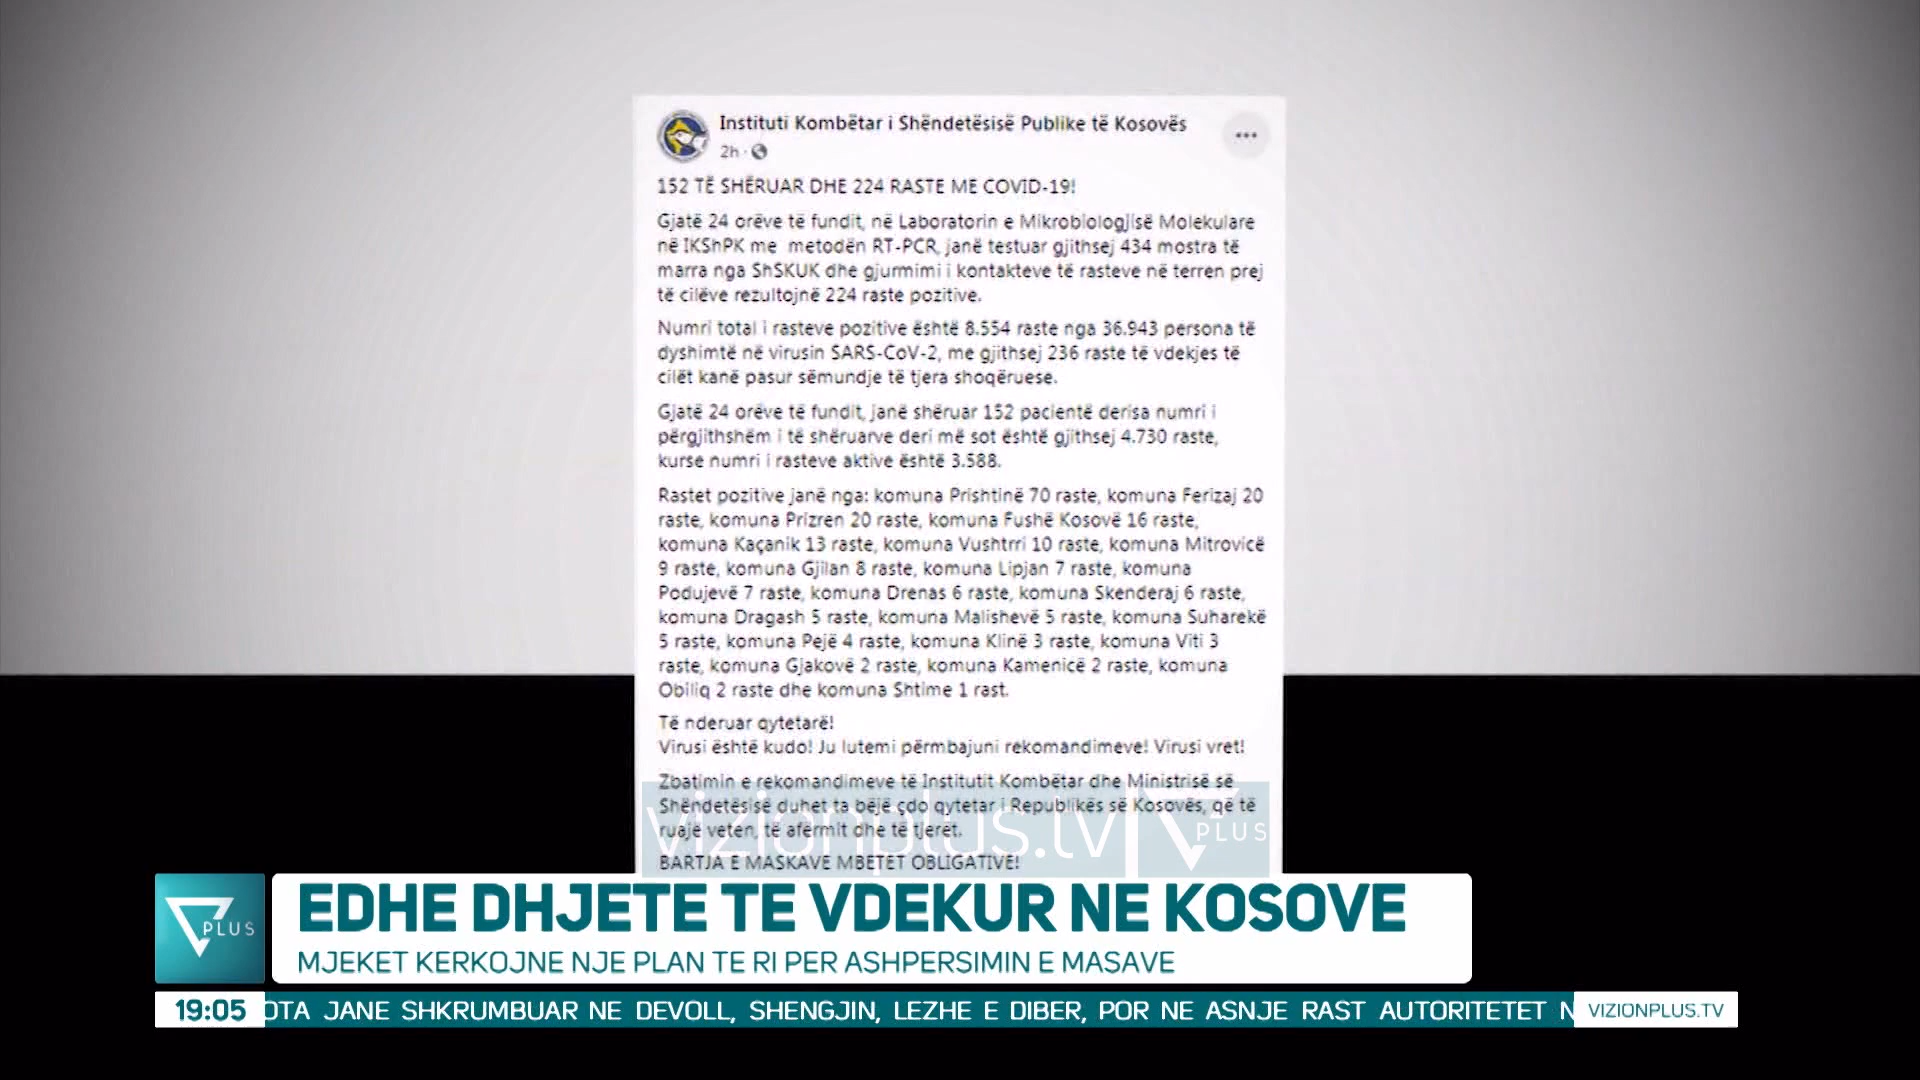 Instituti Kombëtar i Shëndetësisë Publike të Kosovës
2h ·
152 TË SHËRUAR DHE 224 RASTE ME COVID-19!
Gjatë 24 orëve të fundit, në Laboratorin e Mikrobiologjisë Molekulare
në IKShPK me metodën RT-PCR, janë testuar gjithsej 434 mostra të
marra nga ShSKUK dhe gjurmimi i kontakteve të rasteve në terren prej
të cilëve rezultojnë 224 raste pozitive.
Numri total i rasteve pozitive është 8.554 raste nga 36.943 persona të
dyshimtë në virusin SARS-CoV-2, me gjithsej 236 raste të vdekjes të
cilët kanë pasur sëmundje të tjera shoqëruese.
Gjatë 24 orëve të fundit, janë shëruar 152 pacientë derisa numri i
përgjithshëm i të shëruarve deri më sot është gjithsej 4.730 raste,
kurse numri i rasteve aktive është 3.588.
Rastet pozitive janë nga: komuna Prishtinë 70 raste, komuna Ferizaj 20
raste, komuna Prizren 20 raste, komuna Fushë Kosovë 16 raste,
komuna Kaçanik 13 raste, komuna Vushtrri 10 raste, komuna Mitrovicë
9 raste, komuna Gjilan 8 raste, komuna Lipjan 7 raste, komuna
Podujevë 7 raste, komuna Drenas 6 raste, komuna Skenderaj 6 raste,
komuna Dragash 5 raste, komuna Malishevë 5 raste, komuna Suharekë
5 raste, komuna Pejë 4 raste, komuna Klinë 3 raste, komuna Viti 3
raste, komuna Gjakovë 2 raste, komuna Kamenicë 2 raste, komuna
Obiliq 2 raste dhe komuna Shtime 1 rast.
Të nderuar qytetarë!
Virusi është kudo! Ju lutemi përmbajuni rekomandimeve! Virusi vret!
Zbatimin e rekomandimeve të Institutit Kombëtar dhe Ministrisë së
Shëndetësisë duhet ta bëjë çdo qytetar i Republikës së Kosovës, që të
ruajë veten, të afërmit dhe të tjerët.
vizionplus.tv PLUS
BARTJA E MASKAVE MBETET OBLIGATIVE!
PLUS
EDHE DHJETE TE VDEKUR NE KOSOVE
MJEKET KERKOJNE NJE PLAN TE RI PER ASHPERSIMIN E MASAVE
19:05 OTA JANE SHKRUMBUAR NE DEVOLL, SHENGJIN, LEZHE E DIBER, POR NE ASNJE RAST AUTORITETET N VIZIONPLUS.TV